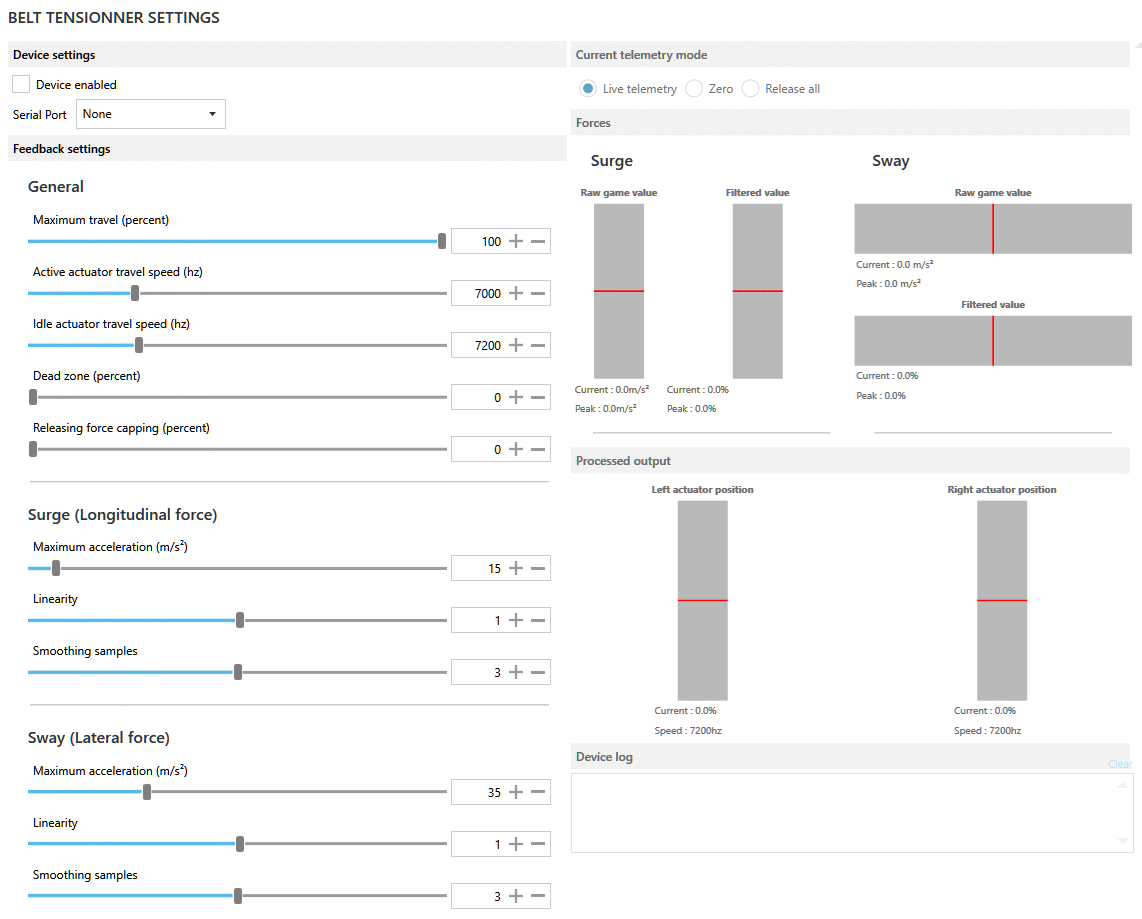 BELT TENSIONNER SETTINGS
Device settings
Device enabled
Serial Port None
Feedback settings
General
Maximum travel (percent)
100
Active actuator travel speed (hz)
7000
Idle actuator travel speed (hz)
7200
Dead zone (percent)
0
Releasing force capping (percent)
0
Surge (Longitudinal force)
Maximum acceleration (m/s²)
15
Linearity
1
Smoothing samples
3
Sway (Lateral force)
Maximum acceleration (m/s²)
35
Linearity
1
Smoothing samples
3
Current telemetry mode
Live telemetry Zero Release all
Forces
Surge
Raw game value Filtered value
Current : 0.0m/s² Current : 0.0%
Peak : 0.0m/s² Peak : 0.0%
Sway
Raw game value
Current : 0.0 m/s²
Peak : 0.0 m/s²
Filtered value
Current : 0.0%
Peak : 0.0%
Processed output
Left actuator position Right actuator position
Current : 0.0% Current : 0.0%
Speed : 7200hz Speed : 7200hz
Device log
Clear